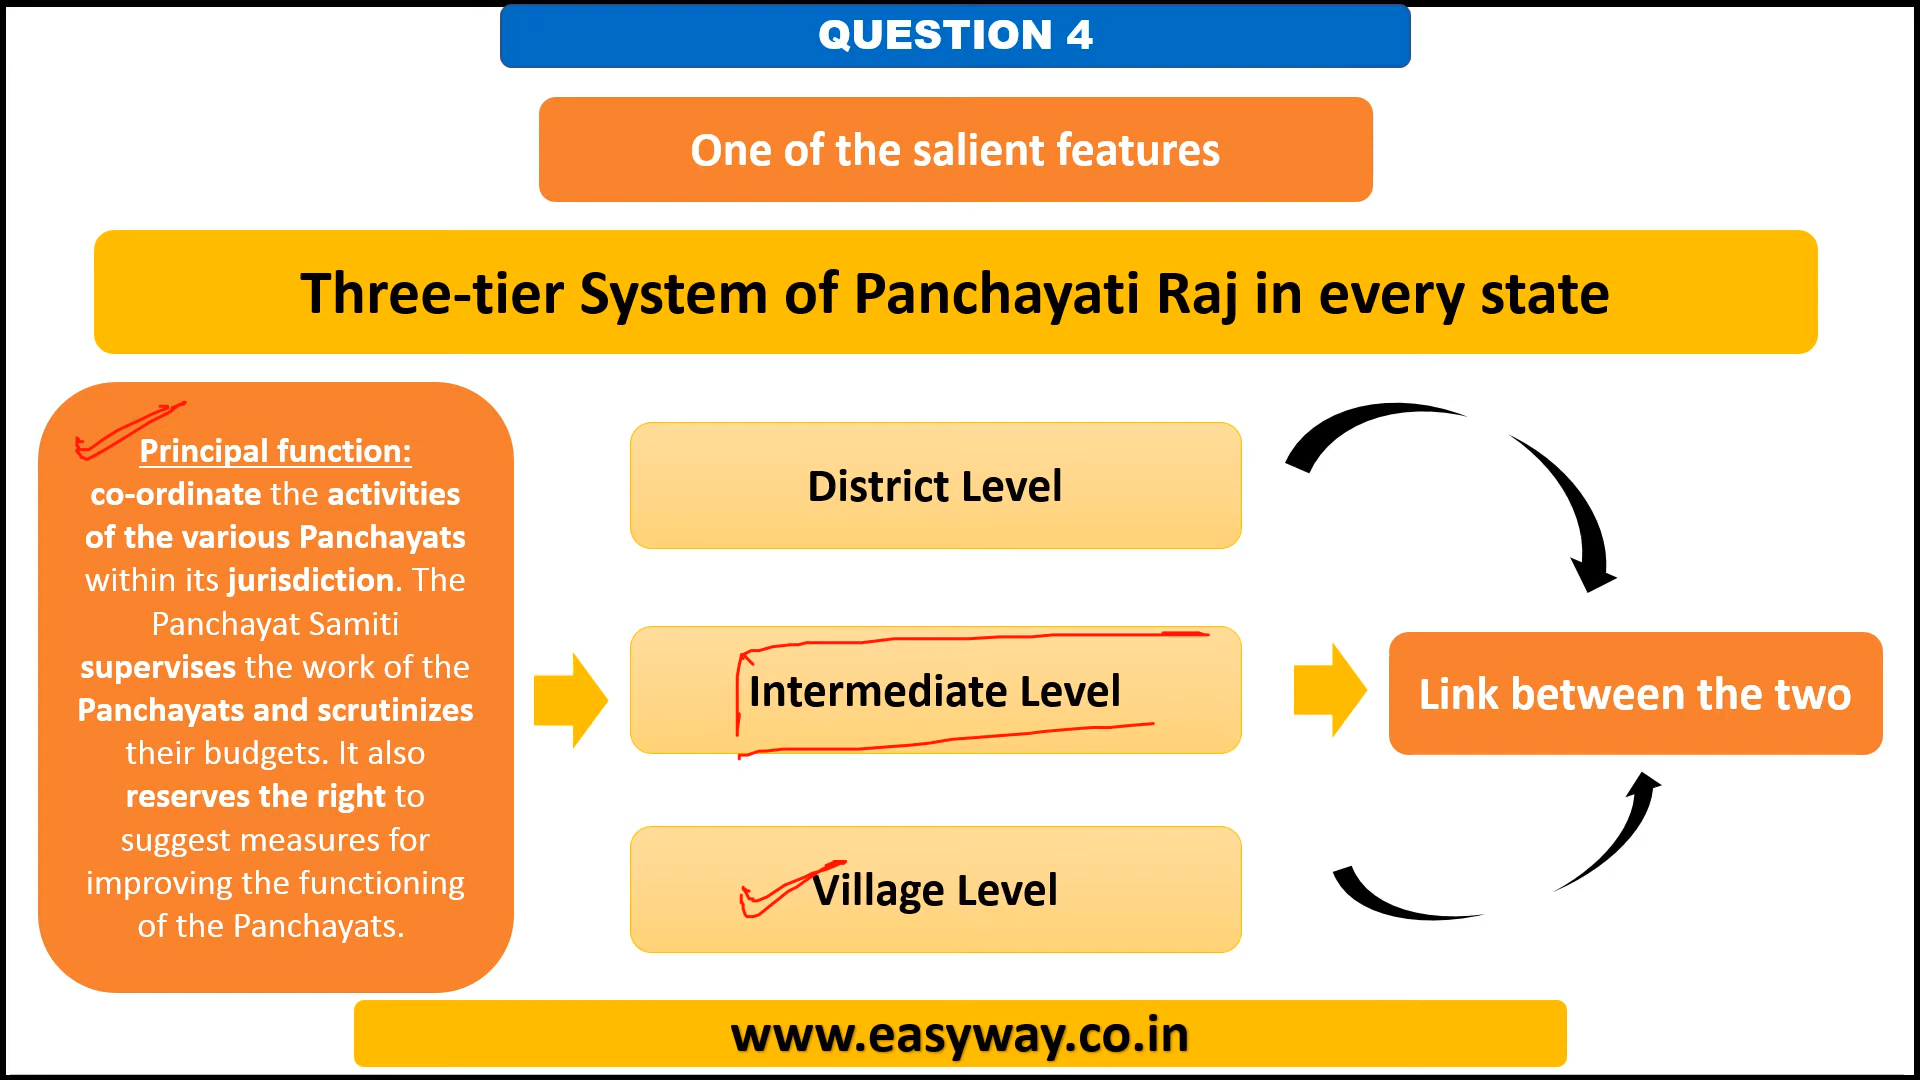 QUESTION 4
One of the salient features
Three-tier System of Panchayati Raj in every state
Principal function:
co-ordinate the activities
of the various Panchayats
within its jurisdiction. The
Panchayat Samiti
supervises the work of the
Panchayats and scrutinizes
their budgets. It also
reserves the right to
suggest measures for
improving the functioning
of the Panchayats.
District Level
Intermediate Level
Village Level
Link between the two
www.easyway.co.in